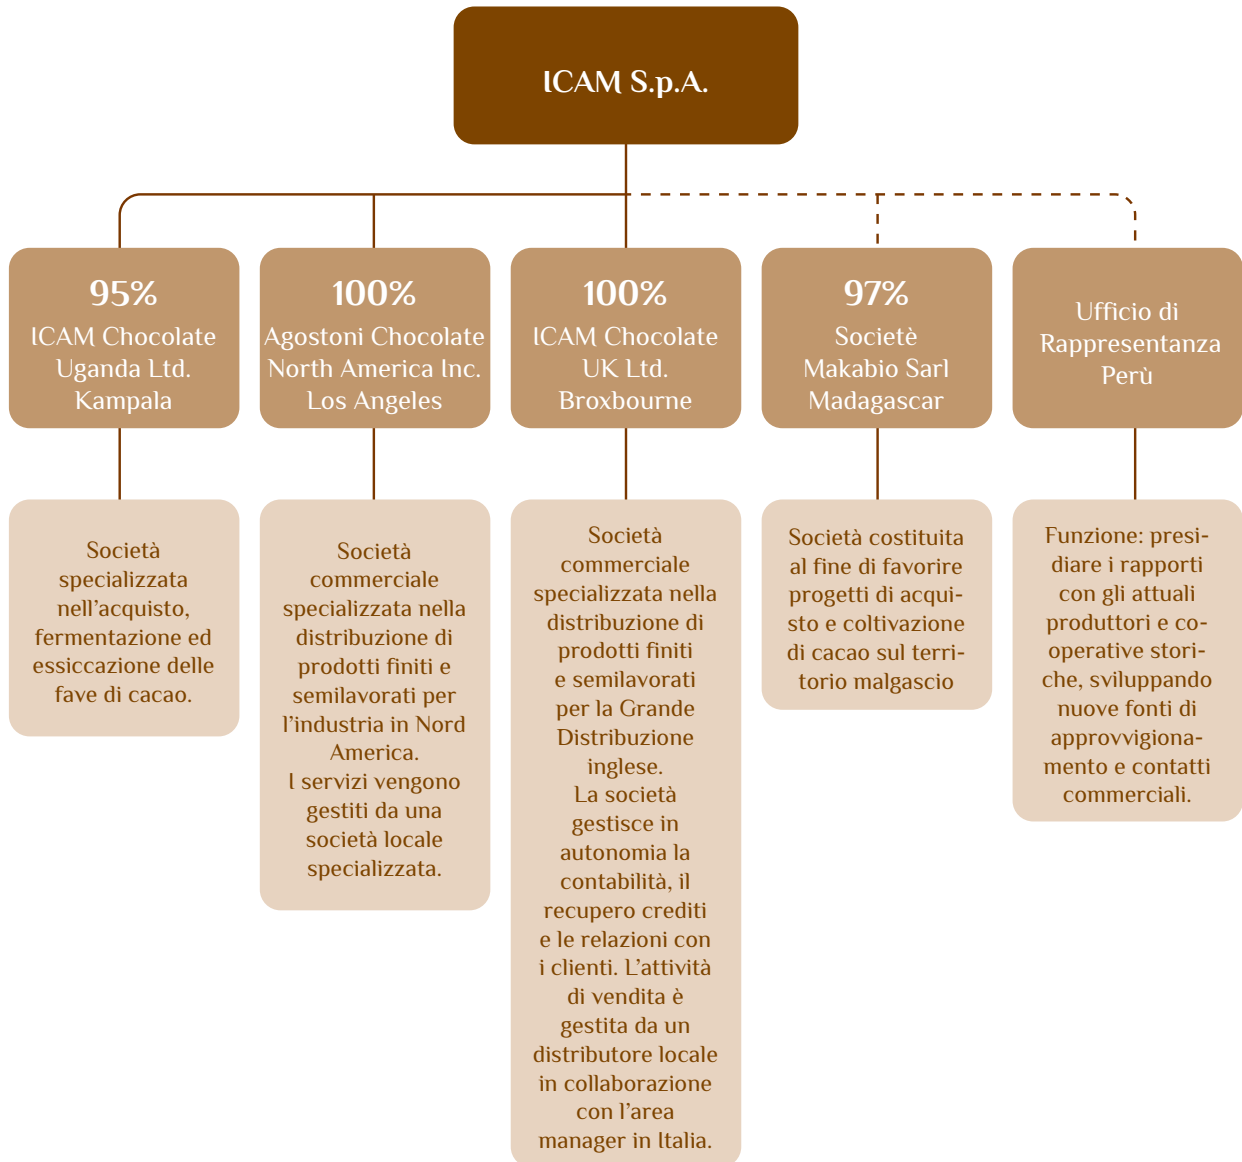 ICAM S.p.A.
95%
ICAM Chocolate
Uganda Ltd.
Kampala
100%
Agostoni Chocolate
North America Inc.
Los Angeles
100%
ICAM Chocolate
UK Ltd.
Broxbourne
97%
Societè
Makabio Sarl
Madagascar
Ufficio di
Rappresentanza
Perù
Società
specializzata
nell’acquisto,
fermentazione ed
essiccazione delle
fave di cacao.
Società
commerciale
specializzata nella
distribuzione di
prodotti finiti e
semilavorati per
l’industria in Nord
America.
I servizi vengono
gestiti da una
società locale
specializzata.
Società
commerciale
specializzata nella
distribuzione di
prodotti finiti
e semilavorati
per la Grande
Distribuzione
inglese.
La società
gestisce in
autonomia la
contabilità, il
recupero crediti
e le relazioni con
i clienti. L’attività
di vendita è
gestita da un
distributore locale
in collaborazione
con l’area
manager in Italia.
Società costituita
al fine di favorire
progetti di acqui-
sto e coltivazione
di cacao sul terri-
torio malgascio
Funzione: presi-
diare i rapporti
con gli attuali
produttori e co-
operative stori-
che, sviluppando
nuove fonti di
approvvigiona-
mento e contatti
commerciali.